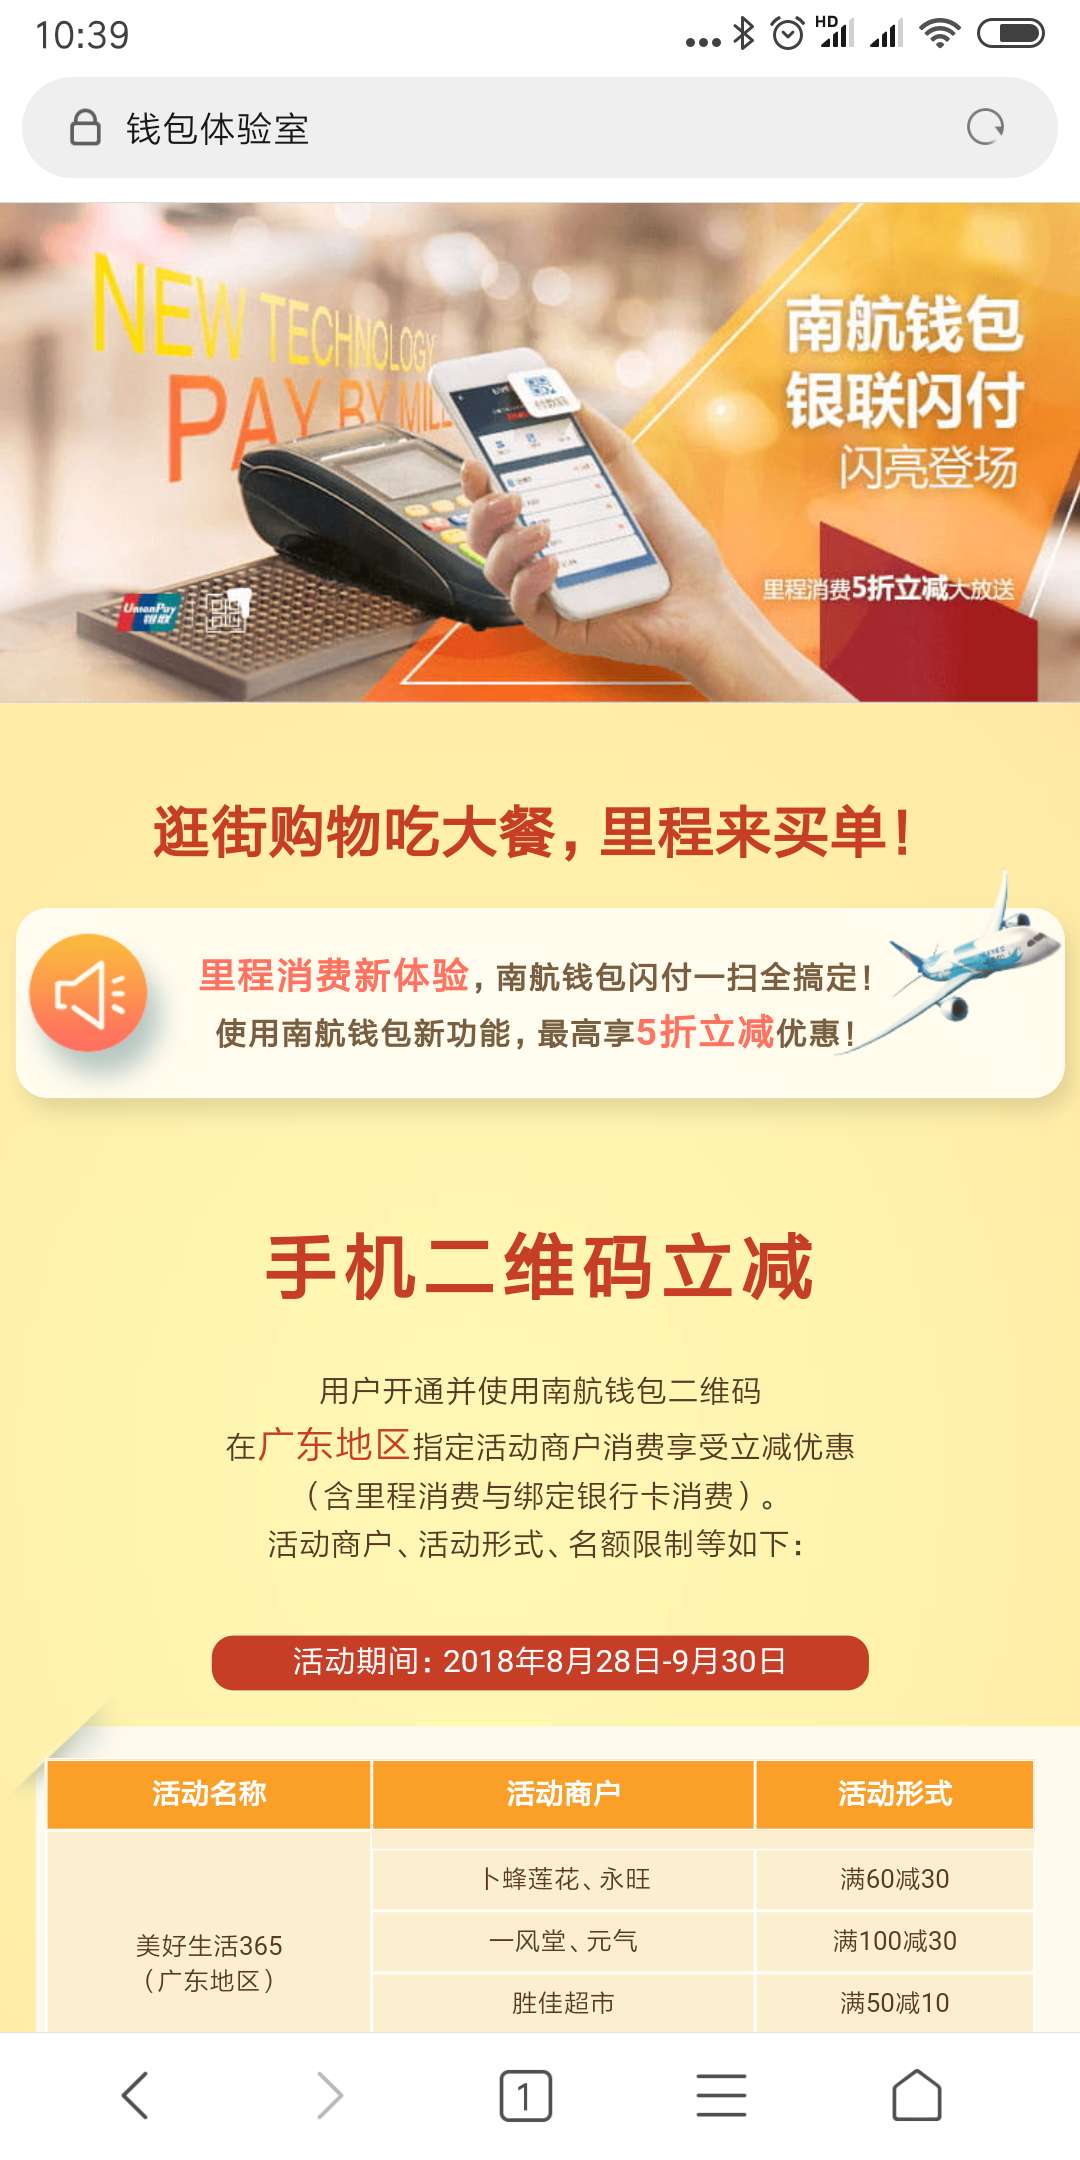 10:39
HD
钱包体验室
NEW TECHNOLOGY
PAY BY MILE
南航钱包
银联闪付
闪亮登场
里程消费5折立减大放送
UnionPay
银联
逛街购物吃大餐，里程来买单！
里程消费新体验，南航钱包闪付一扫全搞定！
使用南航钱包新功能，最高享5折立减优惠！
手机二维码立减
用户开通并使用南航钱包二维码
在广东地区指定活动商户消费享受立减优惠
（含里程消费与绑定银行卡消费）。
活动商户、活动形式、名额限制等如下：
活动期间：2018年8月28日-9月30日
活动名称 活动商户 活动形式
卜蜂莲花、永旺 满60减30
美好生活365
（广东地区）
一风堂、元气 满100减30
胜佳超市 满50减10
1